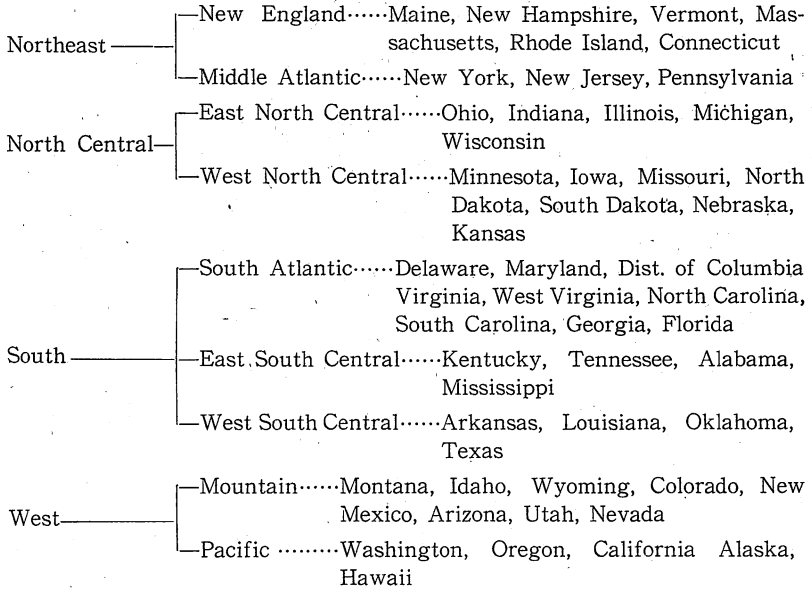 New England······Maine, New Hampshire, Vermont, Mas-
Northeast
sachusetts, Rhode Island, Connecticut
Middle Atlantic······New York, New Jersey, Pennsylvania
East North Central······Ohio, Indiana, Illinois, Michigan,
North Central
Wisconsin
West North Central······Minnesota, Iowa, Missouri, North
Dakota, South Dakota, Nebraska,
Kansas
South Atlantic······Delaware, Maryland, Dist. of Columbia
Virginia, West Virginia, North Carolina,
South Carolina, Georgia, Florida
South
East South Central······Kentucky, Tennessee, Alabama,
Mississippi
West South Central······Arkansas, Louisiana, Oklahoma,
Texas
Mountain······Montana, Idaho, Wyoming, Colorado, New
West
Mexico, Arizona, Utah, Nevada
Pacific ·········Washington, Oregon, California Alaska,
Hawaii